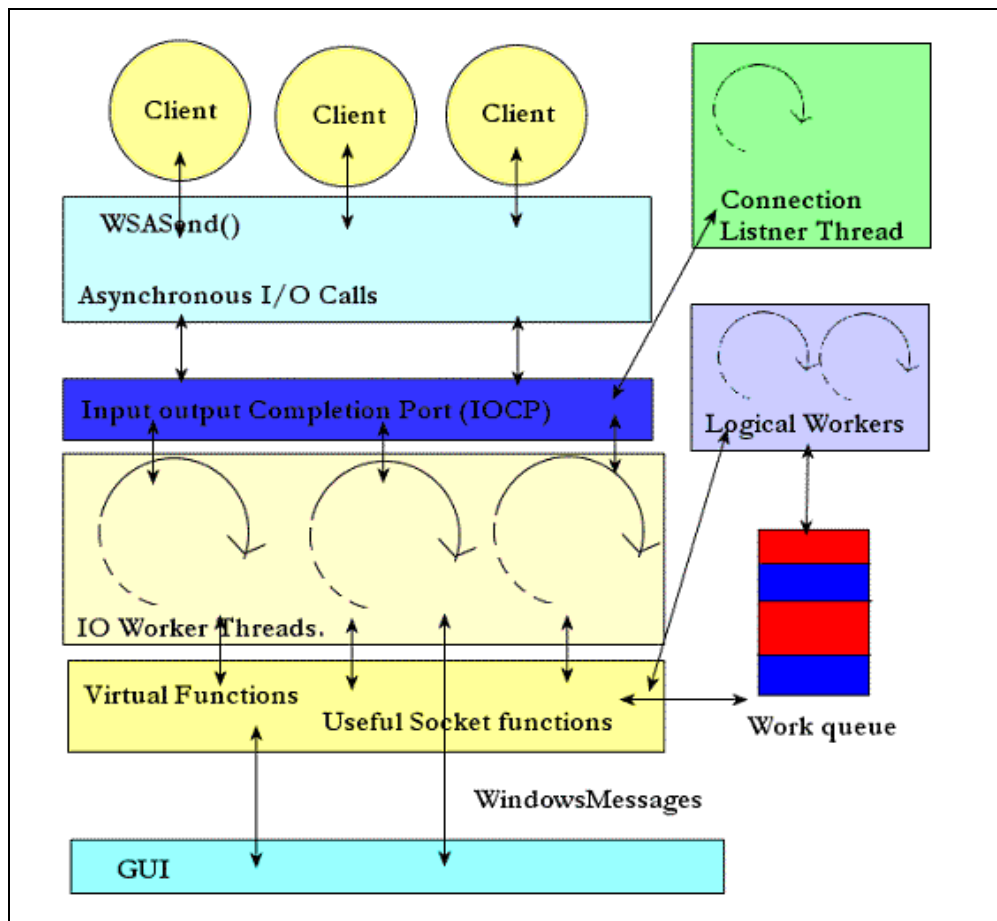 Client
Client
Client
WSASend()
Asynchronous I/O Calls
Connection
Listner Thread
Input output Completion Port (IOCP)
Logical Workers
IO Worker Threads.
Virtual Functions
Useful Socket functions
Work queue
WindowsMessages
GUI